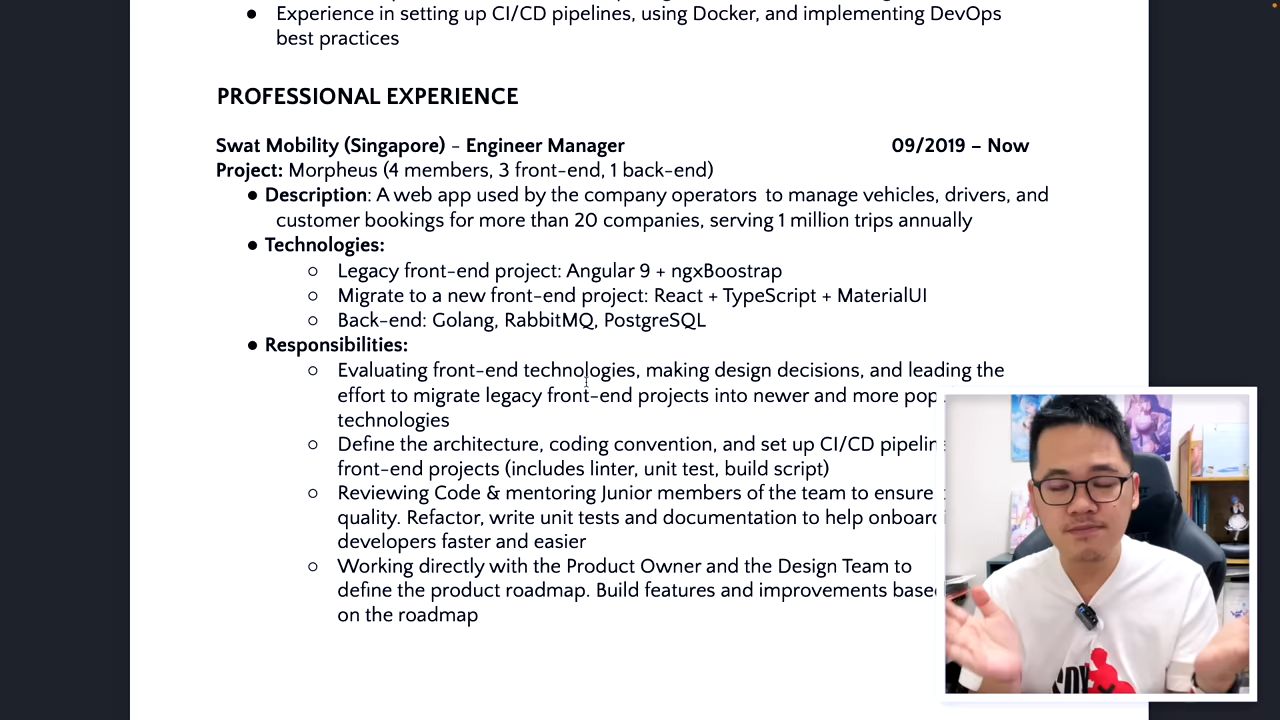 ● Experience in setting up CI/CD pipelines, using Docker, and implementing DevOps
best practices
PROFESSIONAL EXPERIENCE
Swat Mobility (Singapore) – Engineer Manager 09/2019 – Now
Project: Morpheus (4 members, 3 front-end, 1 back-end)
● Description: A web app used by the company operators to manage vehicles, drivers, and
customer bookings for more than 20 companies, serving 1 million trips annually
● Technologies:
○ Legacy front-end project: Angular 9 + ngxBoostrap
○ Migrate to a new front-end project: React + TypeScript + MaterialUI
○ Back-end: Golang, RabbitMQ, PostgreSQL
● Responsibilities:
○ Evaluating front-end technologies, making design decisions, and leading the
effort to migrate legacy front-end projects into newer and more
technologies
○ Define the architecture, coding convention, and set up CI/CD
front-end projects (includes linter, unit test, build script)
○ Reviewing Code & mentoring Junior members of the team to ensure
quality. Refactor, write unit tests and documentation to help
developers faster and easier
○ Working directly with the Product Owner and the Design Team to
define the product roadmap. Build features and improvements
on the roadmap